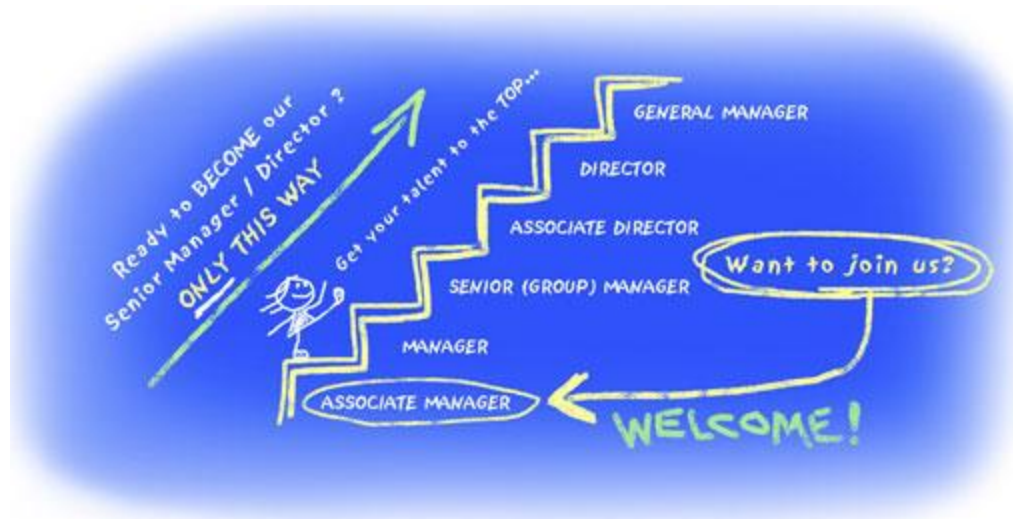 Ready to BECOME our
Senior Manager / Director ?
ONLY THIS WAY
Get your talent to the TOP...
GENERAL MANAGER
DIRECTOR
ASSOCIATE DIRECTOR
Want to join us?
SENIOR (GROUP) MANAGER
MANAGER
ASSOCIATE MANAGER
WELCOME!